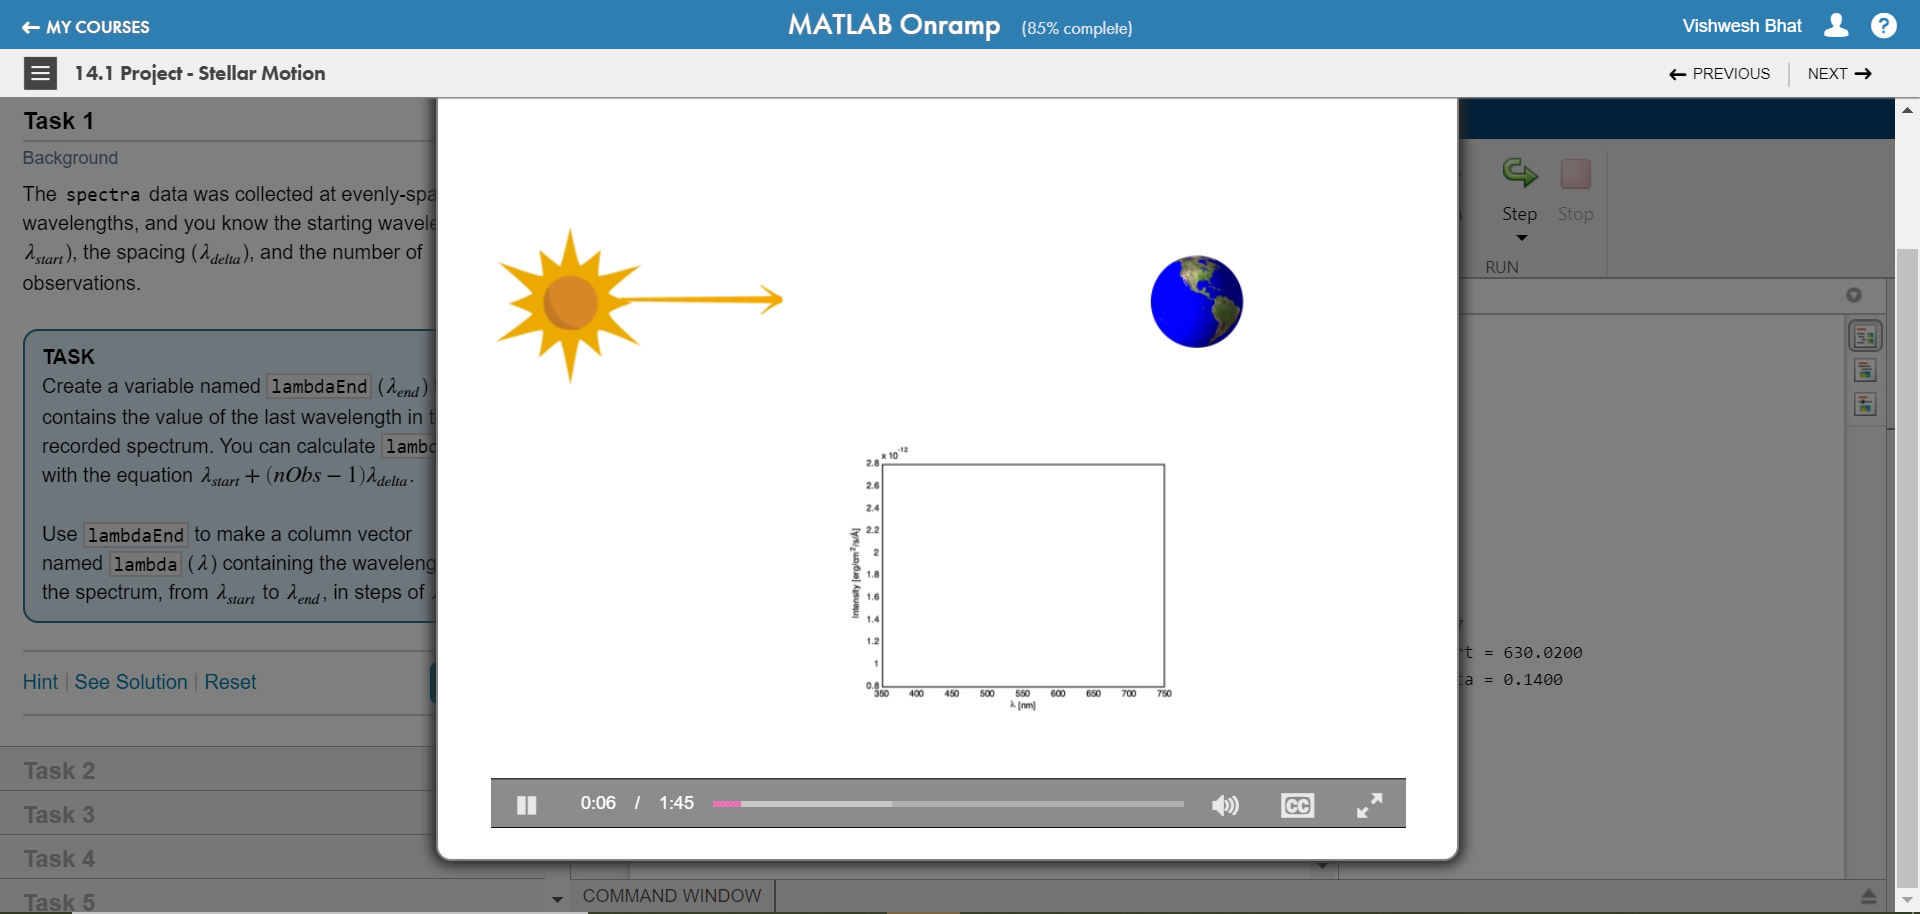 ← MY COURSES
MATLAB Onramp (85% complete)
Vishwesh Bhat
?
14.1 Project - Stellar Motion
← PREVIOUS
NEXT →
Task 1
Background
The spectra data was collected at evenly-spa
wavelengths, and you know the starting wavele
λstart), the spacing (λdelta), and the number of
observations.
TASK
Create a variable named lambdaEnd (λend)
contains the value of the last wavelength in t
recorded spectrum. You can calculate lambd
with the equation λstart + (nObs − 1)λdelta.
Use lambdaEnd to make a column vector
named lambda (λ) containing the waveleng
the spectrum, from λstart to λend, in steps of
Hint | See Solution | Reset
Task 2
Task 3
Task 4
Task 5
x 10^-12
2.8
2.6
2.4
2.2
2
1.8
1.6
1.4
1.2
1
0.8
Intensity [erg/cm²/s/Å]
350 400 450 500 550 600 650 700 750
λ [nm]
0:06 / 1:45
CC
Step
Stop
RUN
t = 630.0200
a = 0.1400
COMMAND WINDOW